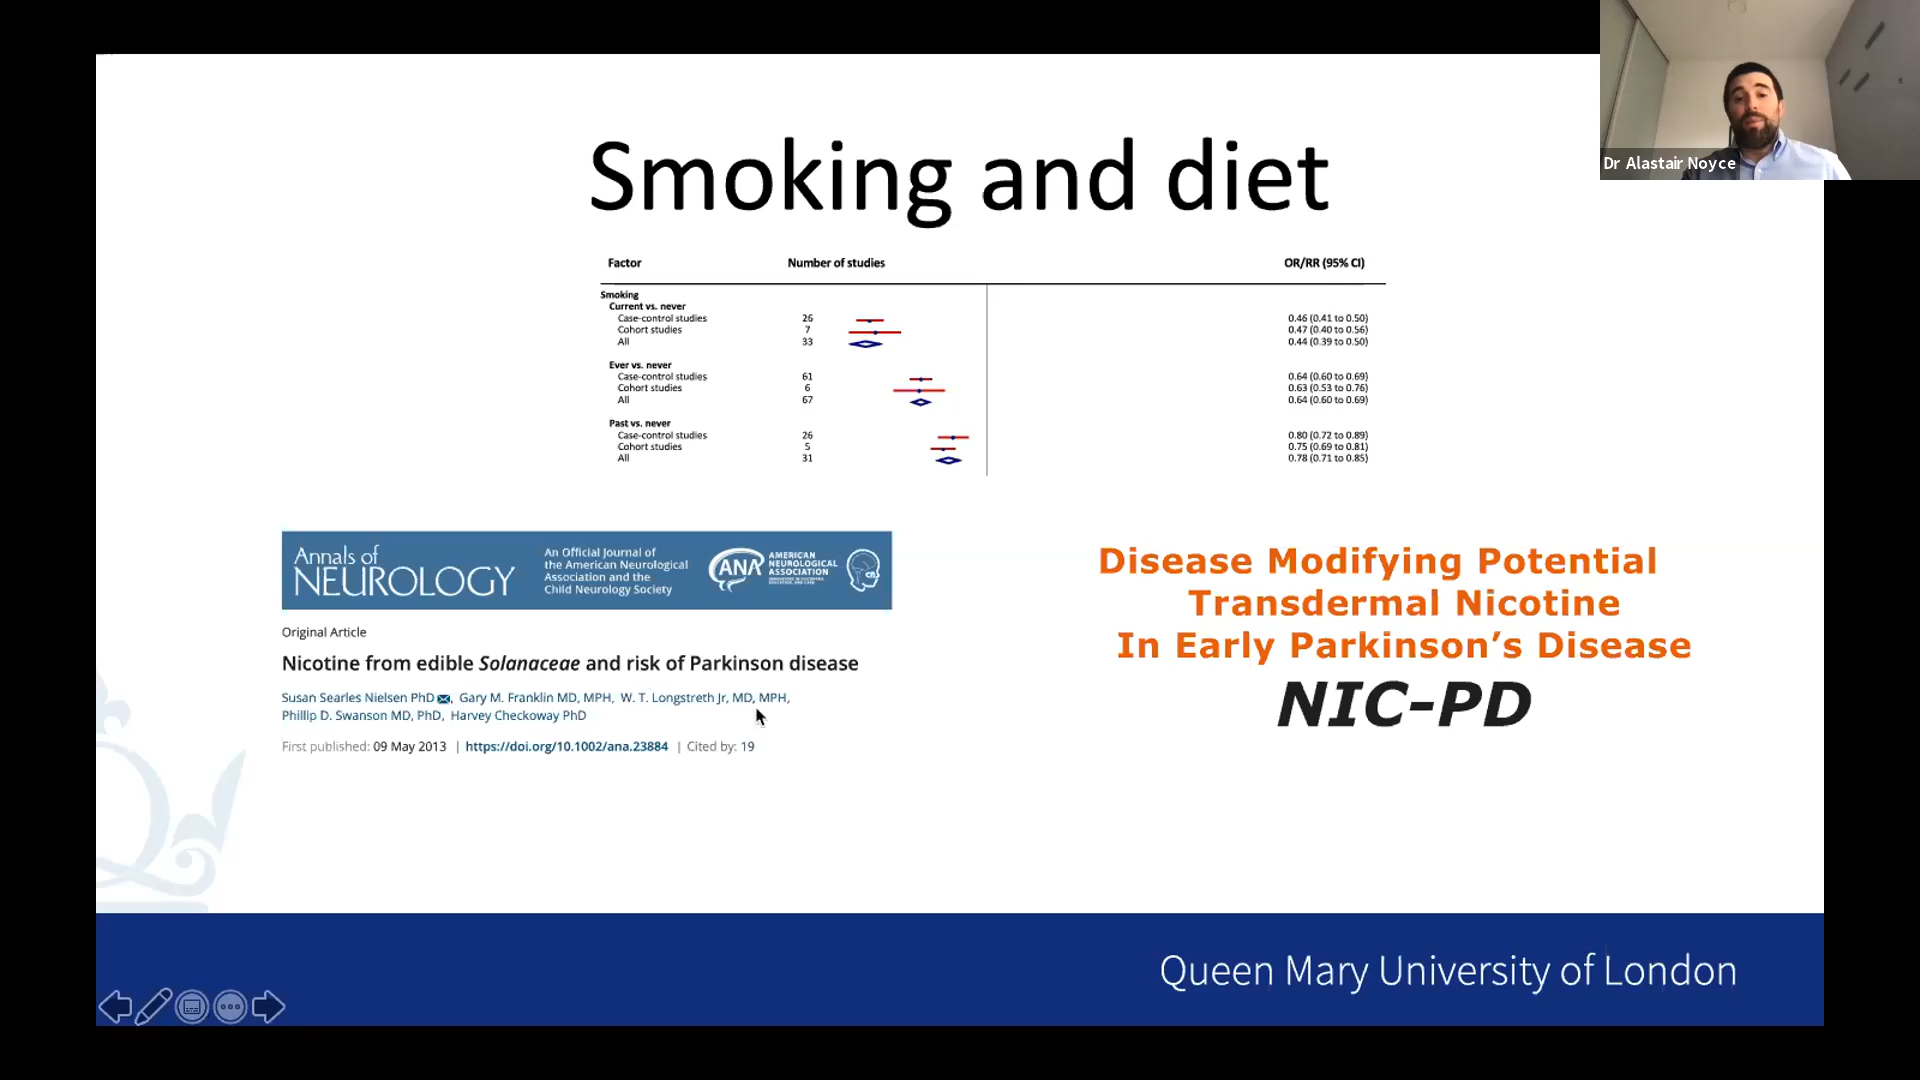 Dr Alastair Noyce
Smoking and diet
Factor Number of studies OR/RR (95% CI)
Smoking
Current vs. never
Case-control studies 26 0.46 (0.41 to 0.50)
Cohort studies 7 0.47 (0.40 to 0.56)
All 33 0.44 (0.39 to 0.50)
Ever vs. never
Case-control studies 61 0.64 (0.60 to 0.69)
Cohort studies 6 0.63 (0.53 to 0.76)
All 67 0.64 (0.60 to 0.69)
Past vs. never
Case-control studies 26 0.80 (0.72 to 0.89)
Cohort studies 5 0.75 (0.69 to 0.81)
All 31 0.78 (0.71 to 0.85)
Annals of
NEUROLOGY
An Official Journal of
the American Neurological
Association and the
Child Neurology Society
ANA
AMERICAN
NEUROLOGICAL
ASSOCIATION
Original Article
Nicotine from edible Solanaceae and risk of Parkinson disease
Susan Searles Nielsen PhD, Gary M. Franklin MD, MPH, W. T. Longstreth Jr, MD, MPH,
Phillip D. Swanson MD, PhD, Harvey Checkoway PhD
First published: 09 May 2013 | https://doi.org/10.1002/ana.23884 | Cited by: 19
Disease Modifying Potential
Transdermal Nicotine
In Early Parkinson’s Disease
NIC-PD
Queen Mary University of London